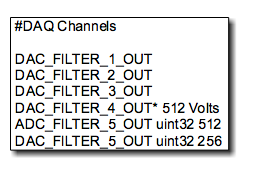 #DAQ Channels
DAC_FILTER_1_OUT
DAC_FILTER_2_OUT
DAC_FILTER_3_OUT
DAC_FILTER_4_OUT* 512 Volts
ADC_FILTER_5_OUT uint32 512
DAC_FILTER_5_OUT uint32 256